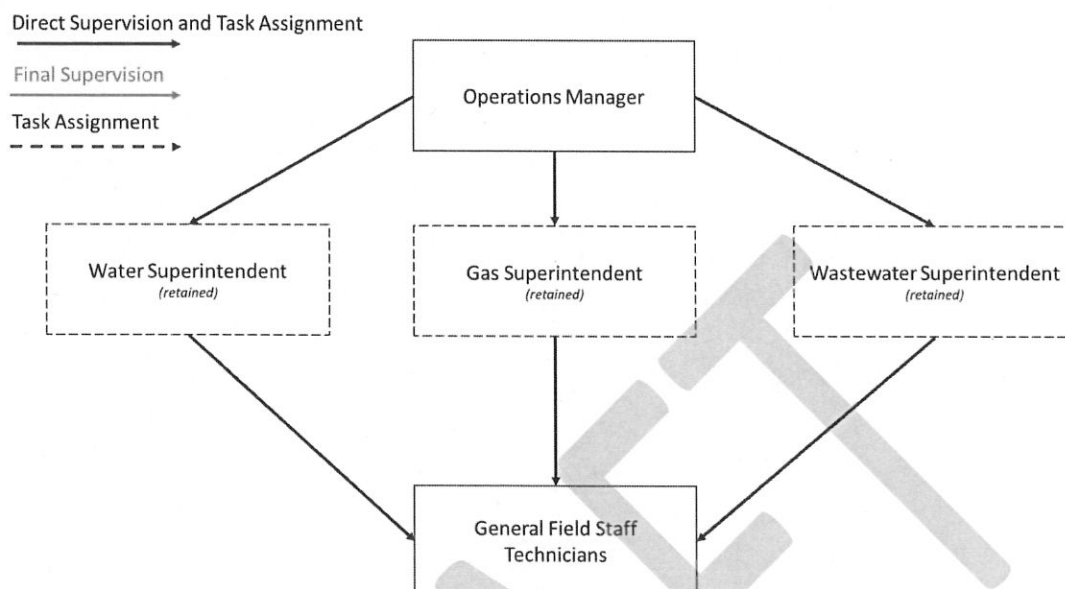 Direct Supervision and Task Assignment
Final Supervision
Task Assignment
Operations Manager
Water Superintendent
(retained)
Gas Superintendent
(retained)
Wastewater Superintendent
(retained)
General Field Staff
Technicians